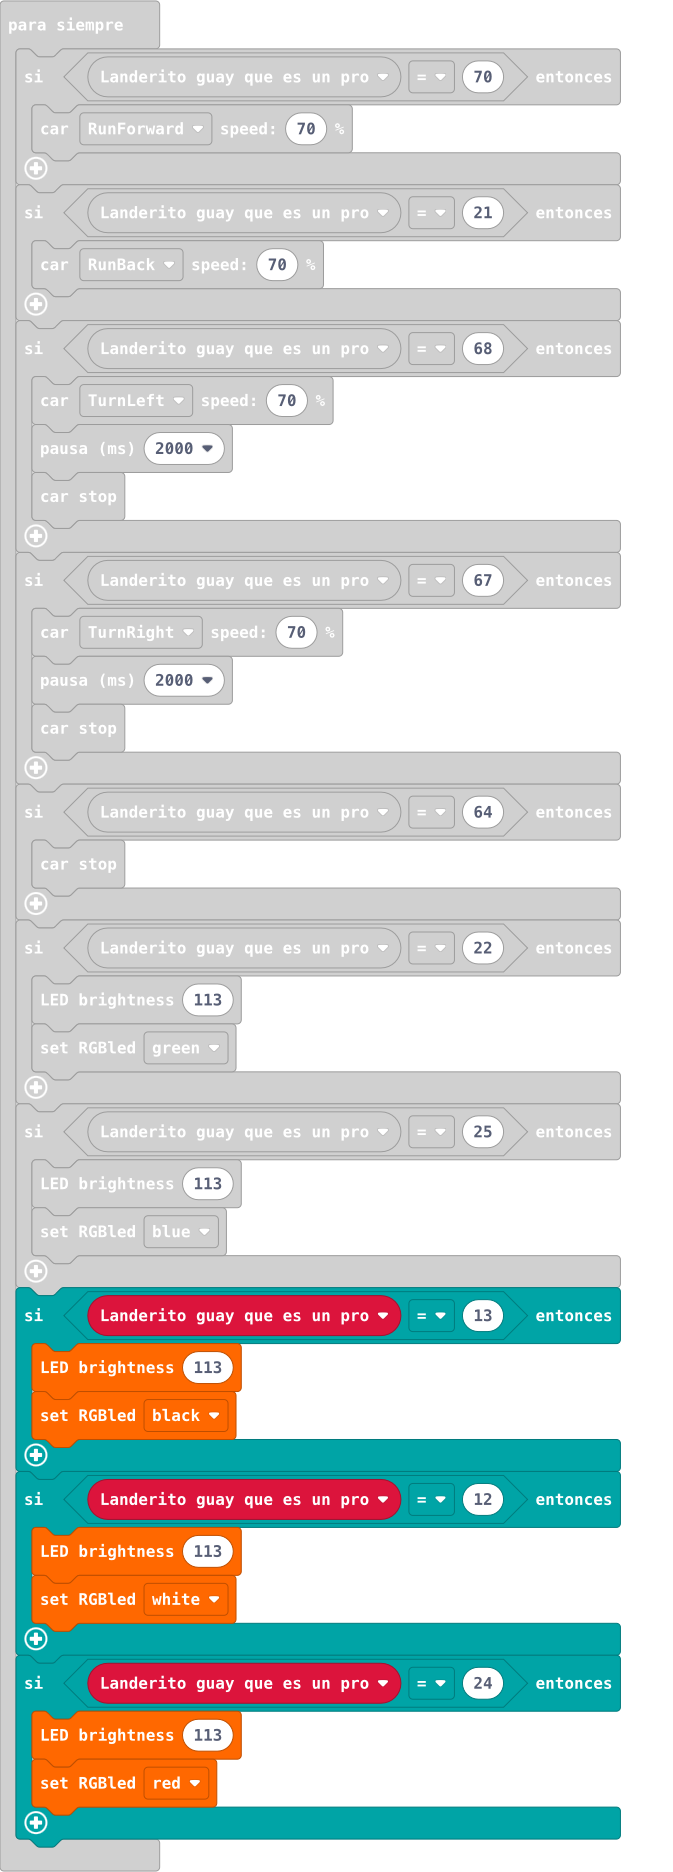 para siempre
si Landerito guay que es un pro = 70 entonces
car RunForward speed: 70 %
si Landerito guay que es un pro = 21 entonces
car RunBack speed: 70 %
si Landerito guay que es un pro = 68 entonces
car TurnLeft speed: 70 %
pausa (ms) 2000
car stop
si Landerito guay que es un pro = 67 entonces
car TurnRight speed: 70 %
pausa (ms) 2000
car stop
si Landerito guay que es un pro = 64 entonces
car stop
si Landerito guay que es un pro = 22 entonces
LED brightness 113
set RGBled green
si Landerito guay que es un pro = 25 entonces
LED brightness 113
set RGBled blue
si Landerito guay que es un pro = 13 entonces
LED brightness 113
set RGBled black
si Landerito guay que es un pro = 12 entonces
LED brightness 113
set RGBled white
si Landerito guay que es un pro = 24 entonces
LED brightness 113
set RGBled red